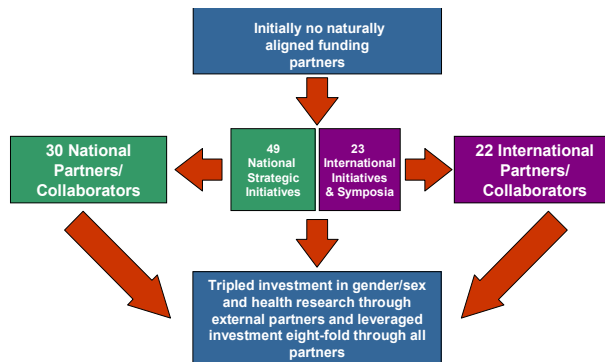 Initially no naturally
aligned funding
partners
30 National
Partners/
Collaborators
49
National
Strategic
Initiatives
23
International
Initiatives
& Symposia
22 International
Partners/
Collaborators
Tripled investment in gender/sex
and health research through
external partners and leveraged
investment eight-fold through all
partners